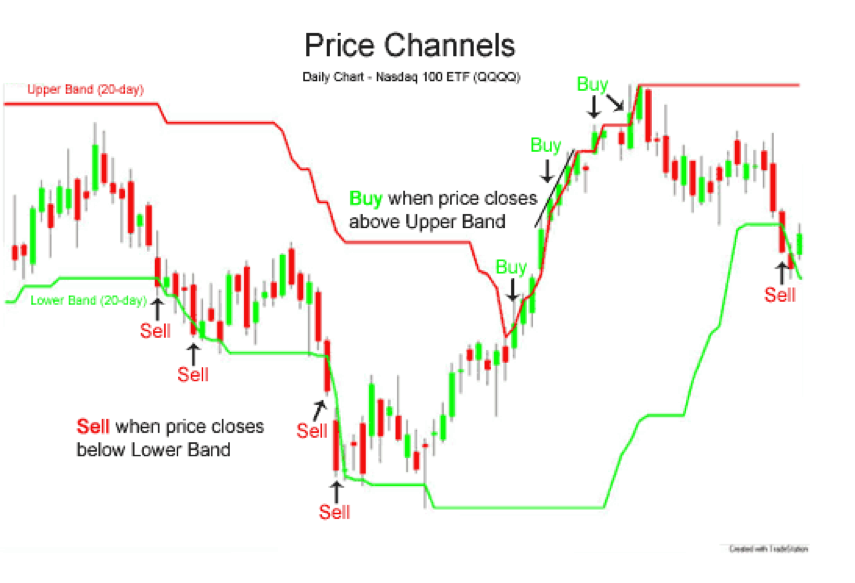 Price Channels
Daily Chart - Nasdaq 100 ETF (QQQQ)
Upper Band (20-day)
Buy
Buy
Buy when price closes
above Upper Band
Buy
Lower Band (20-day)
Sell
Sell
Sell
Sell when price closes
below Lower Band
Sell
Sell
Created with TradeStation